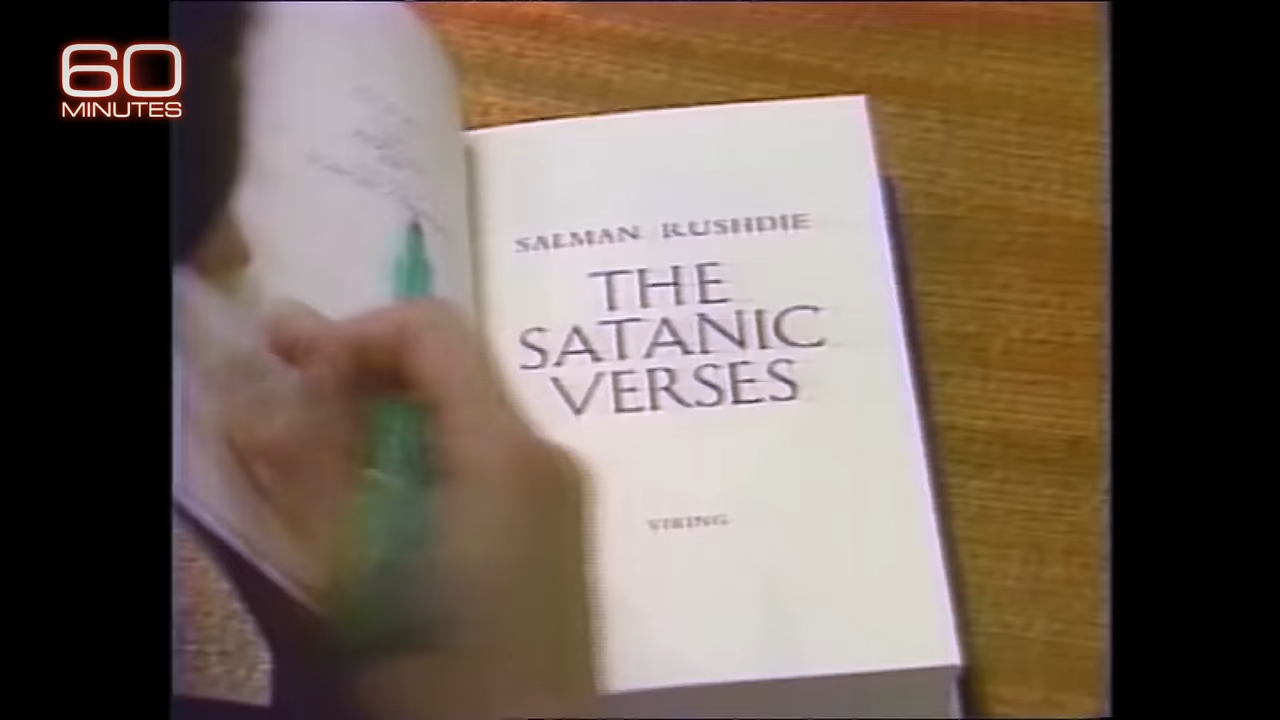 60
MINUTES
SALMAN RUSHDIE
THE
SATANIC
VERSES
VIKING